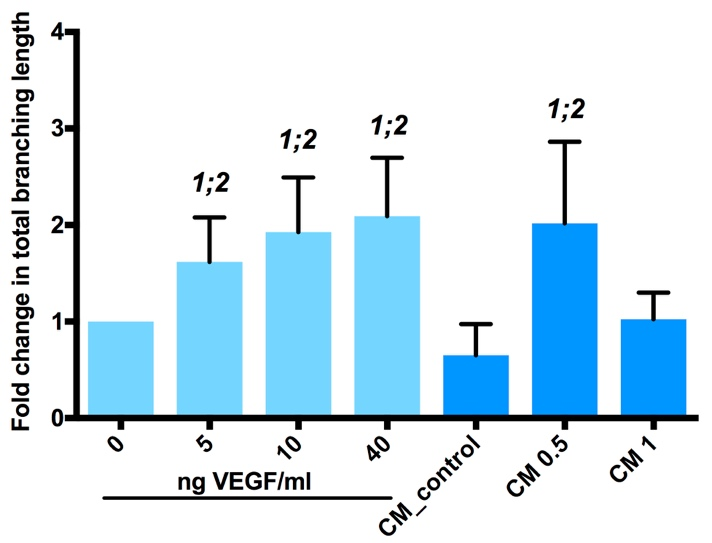 Fold change in total branching length
4
3
2
1
0
1;2
1;2
1;2
1;2
0
5
10
40
CM_control
CM 0.5
CM 1
ng VEGF/ml